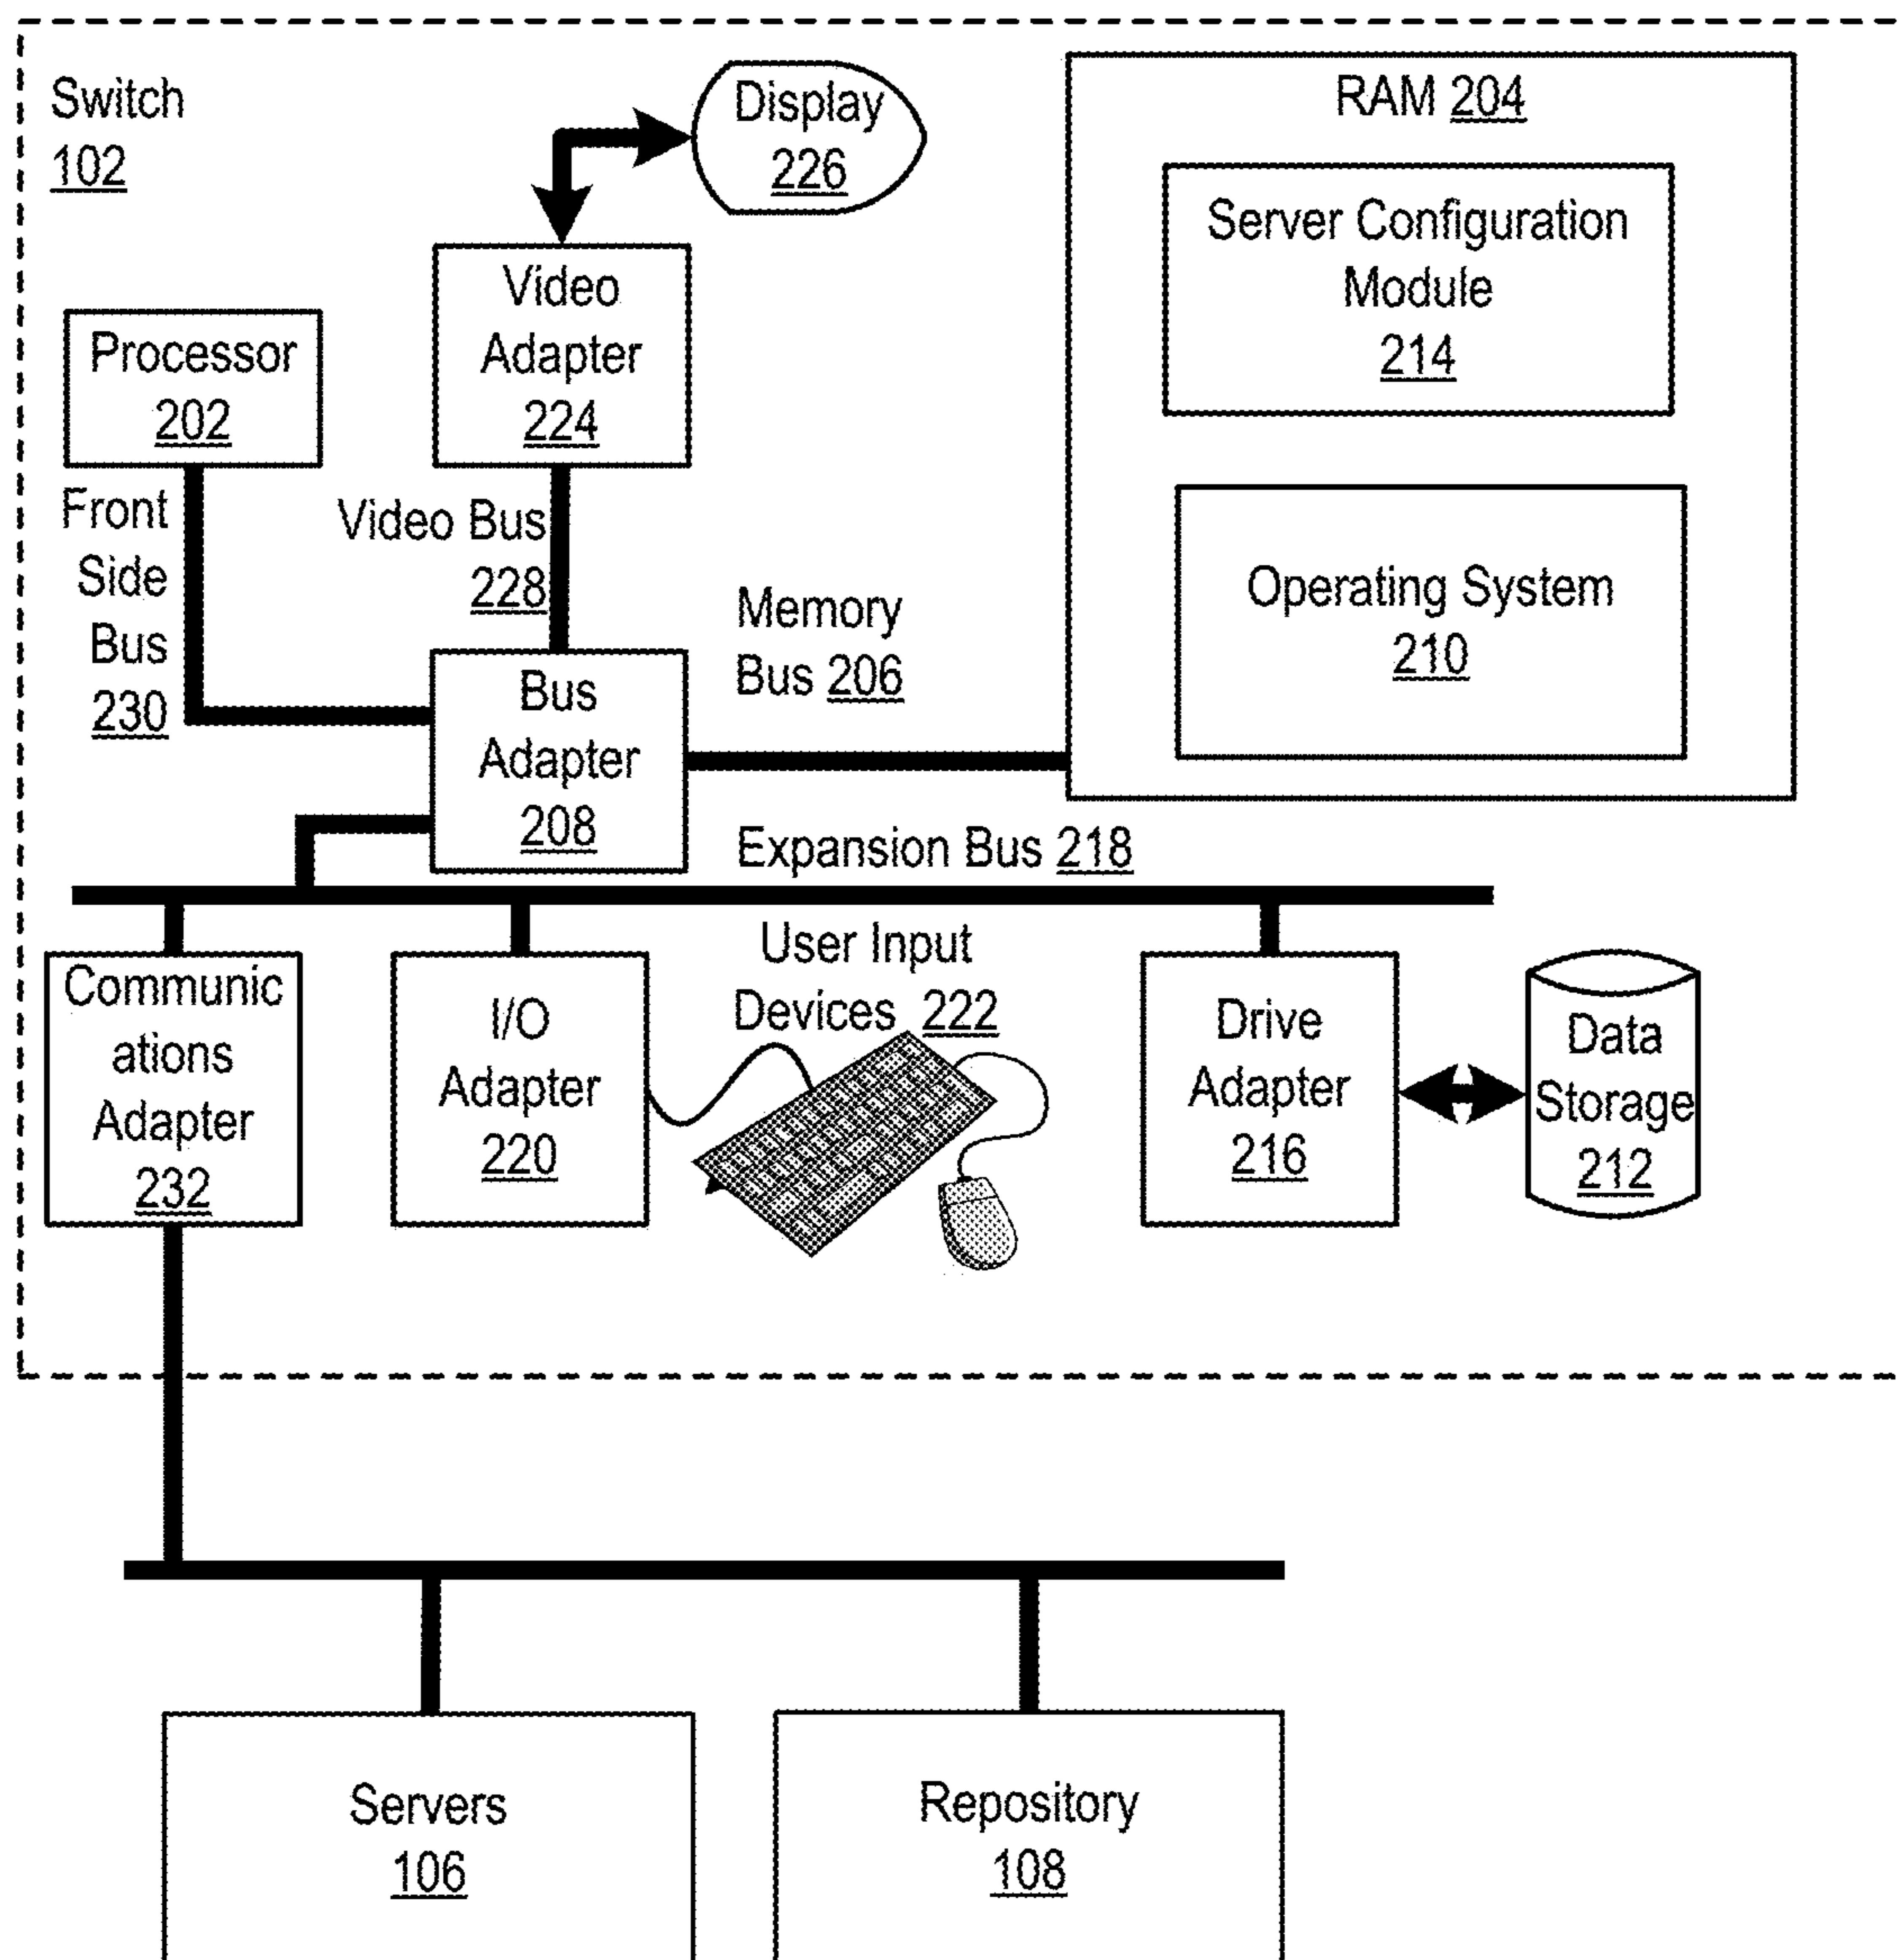 Switch
102
Display
226
RAM 204
Server Configuration
Module
214
Video
Adapter
224
Processor
202
Front
Side
Bus
230
Video Bus
228
Memory
Bus 206
Operating System
210
Bus
Adapter
208
Expansion Bus 218
Communic
ations
Adapter
232
I/O
Adapter
220
User Input
Devices 222
Drive
Adapter
216
Data
Storage
212
Servers
106
Repository
108